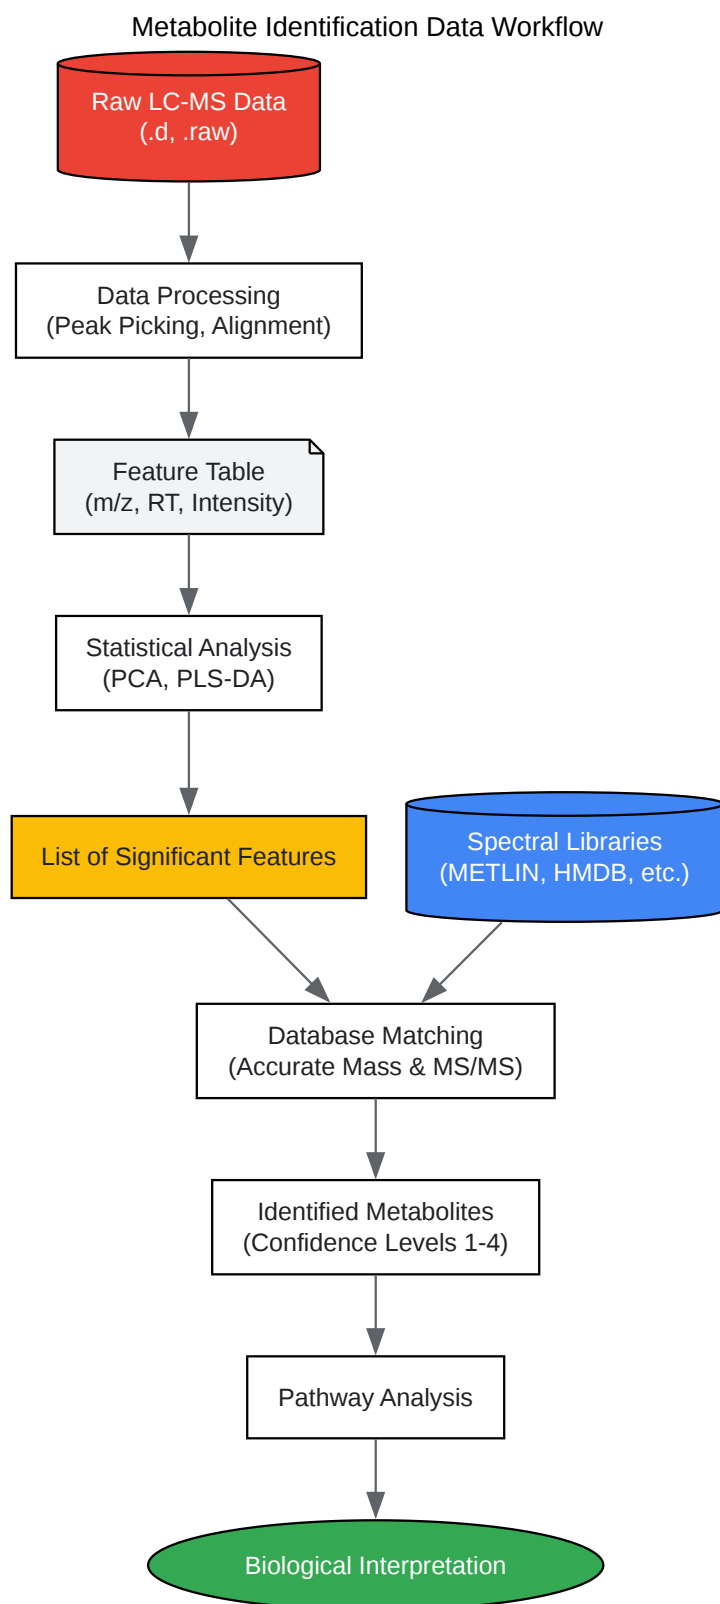 Metabolite Identification Data Workflow
Raw LC-MS Data
(.d, .raw)
Data Processing
(Peak Picking, Alignment)
Feature Table
(m/z, RT, Intensity)
Statistical Analysis
(PCA, PLS-DA)
List of Significant Features
Spectral Libraries
(METLIN, HMDB, etc.)
Database Matching
(Accurate Mass & MS/MS)
Identified Metabolites
(Confidence Levels 1-4)
Pathway Analysis
Biological Interpretation